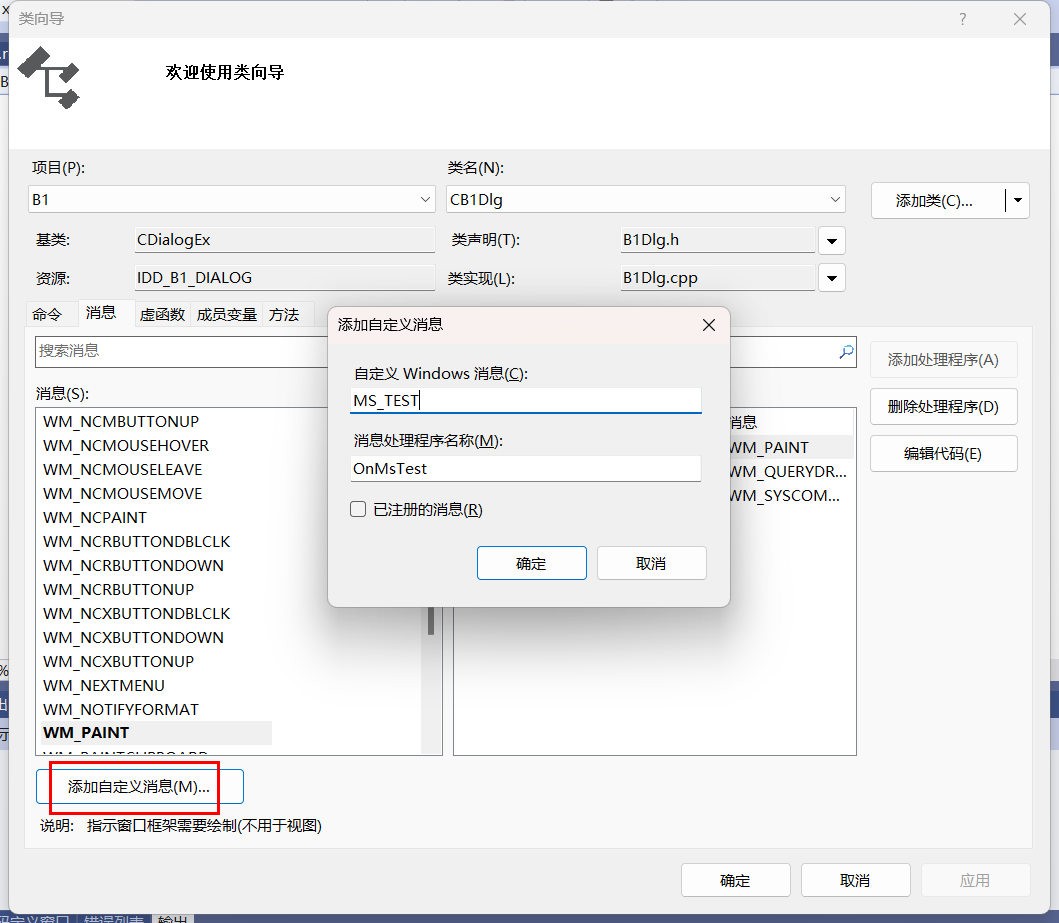 类向导
欢迎使用类向导
项目(P):
类名(N):
B1
CB1Dlg
添加类(C)...
基类:
CDialogEx
类声明(T):
B1Dlg.h
资源:
IDD_B1_DIALOG
类实现(L):
B1Dlg.cpp
命令 消息 虚函数 成员变量 方法
搜索消息
添加处理程序(A)
删除处理程序(D)
编辑代码(E)
消息(S):
WM_NCMBUTTONUP
WM_NCMOUSEHOVER
WM_NCMOUSELEAVE
WM_NCMOUSEMOVE
WM_NCPAINT
WM_NCRBUTTONDBLCLK
WM_NCRBUTTONDOWN
WM_NCRBUTTONUP
WM_NCXBUTTONDBLCLK
WM_NCXBUTTONDOWN
WM_NCXBUTTONUP
WM_NEXTMENU
WM_NOTIFYFORMAT
WM_PAINT
消息
WM_PAINT
WM_QUERYDR...
WM_SYSCOM...
添加自定义消息
自定义 Windows 消息(C):
MS_TEST
消息处理程序名称(M):
OnMsTest
已注册的消息(R)
确定
取消
添加自定义消息(M)...
说明: 指示窗口框架需要绘制(不用于视图)
确定
取消
应用
错误列表
输出